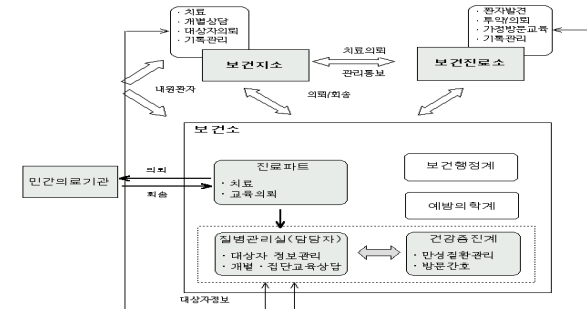 · 치료
· 개별상담
· 대상자의뢰
· 기록관리
보건지소
치료의뢰
관리통보
· 환자발견
· 투약/의뢰
· 가정방문교육
· 기록관리
보건진료소
내원환자
의뢰/회송
보건소
민간의료기관
의뢰
회송
진료파트
· 치료
· 교육의뢰
보건행정계
예방의학계
질병관리실(담당자)
· 대상자 정보관리
· 개별 · 집단교육상담
건강증진계
· 만성질환관리
· 방문간호
대상자정보